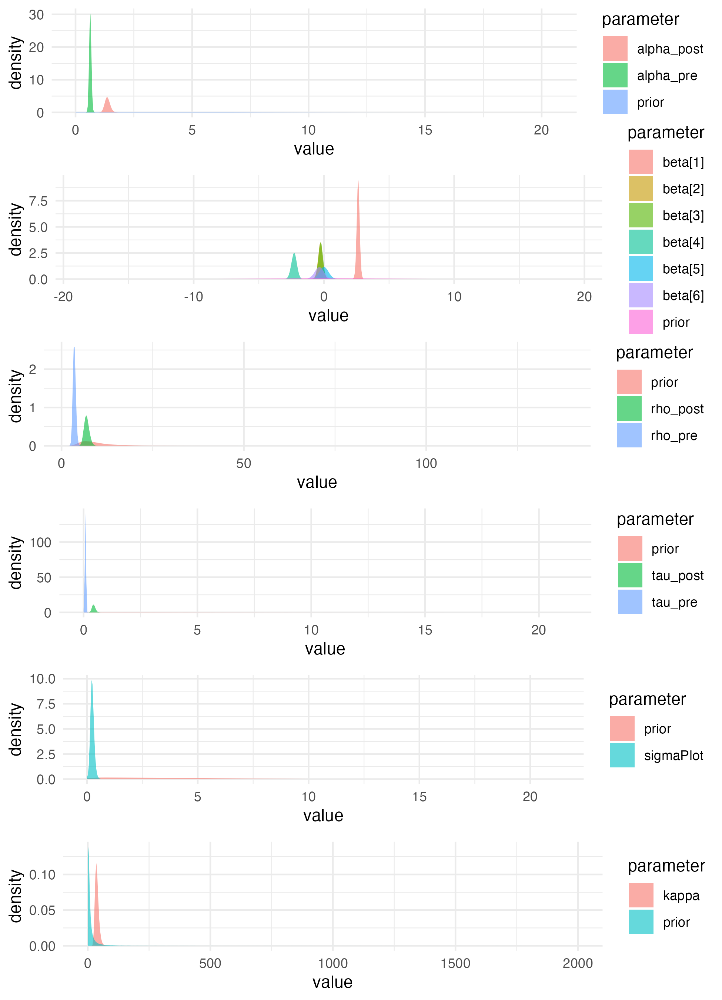 density
30
20
10
0
0 5 10 15 20
value
parameter
alpha_post
alpha_pre
prior
density
7.5
5.0
2.5
0.0
-20 -10 0 10 20
value
parameter
beta[1]
beta[2]
beta[3]
beta[4]
beta[5]
beta[6]
prior
density
2
1
0
0 50 100
value
parameter
prior
rho_post
rho_pre
density
100
50
0
0 5 10 15 20
value
parameter
prior
tau_post
tau_pre
density
10.0
7.5
5.0
2.5
0.0
0 5 10 15 20
value
parameter
prior
sigmaPlot
density
0.10
0.05
0.00
0 500 1000 1500 2000
value
parameter
kappa
prior